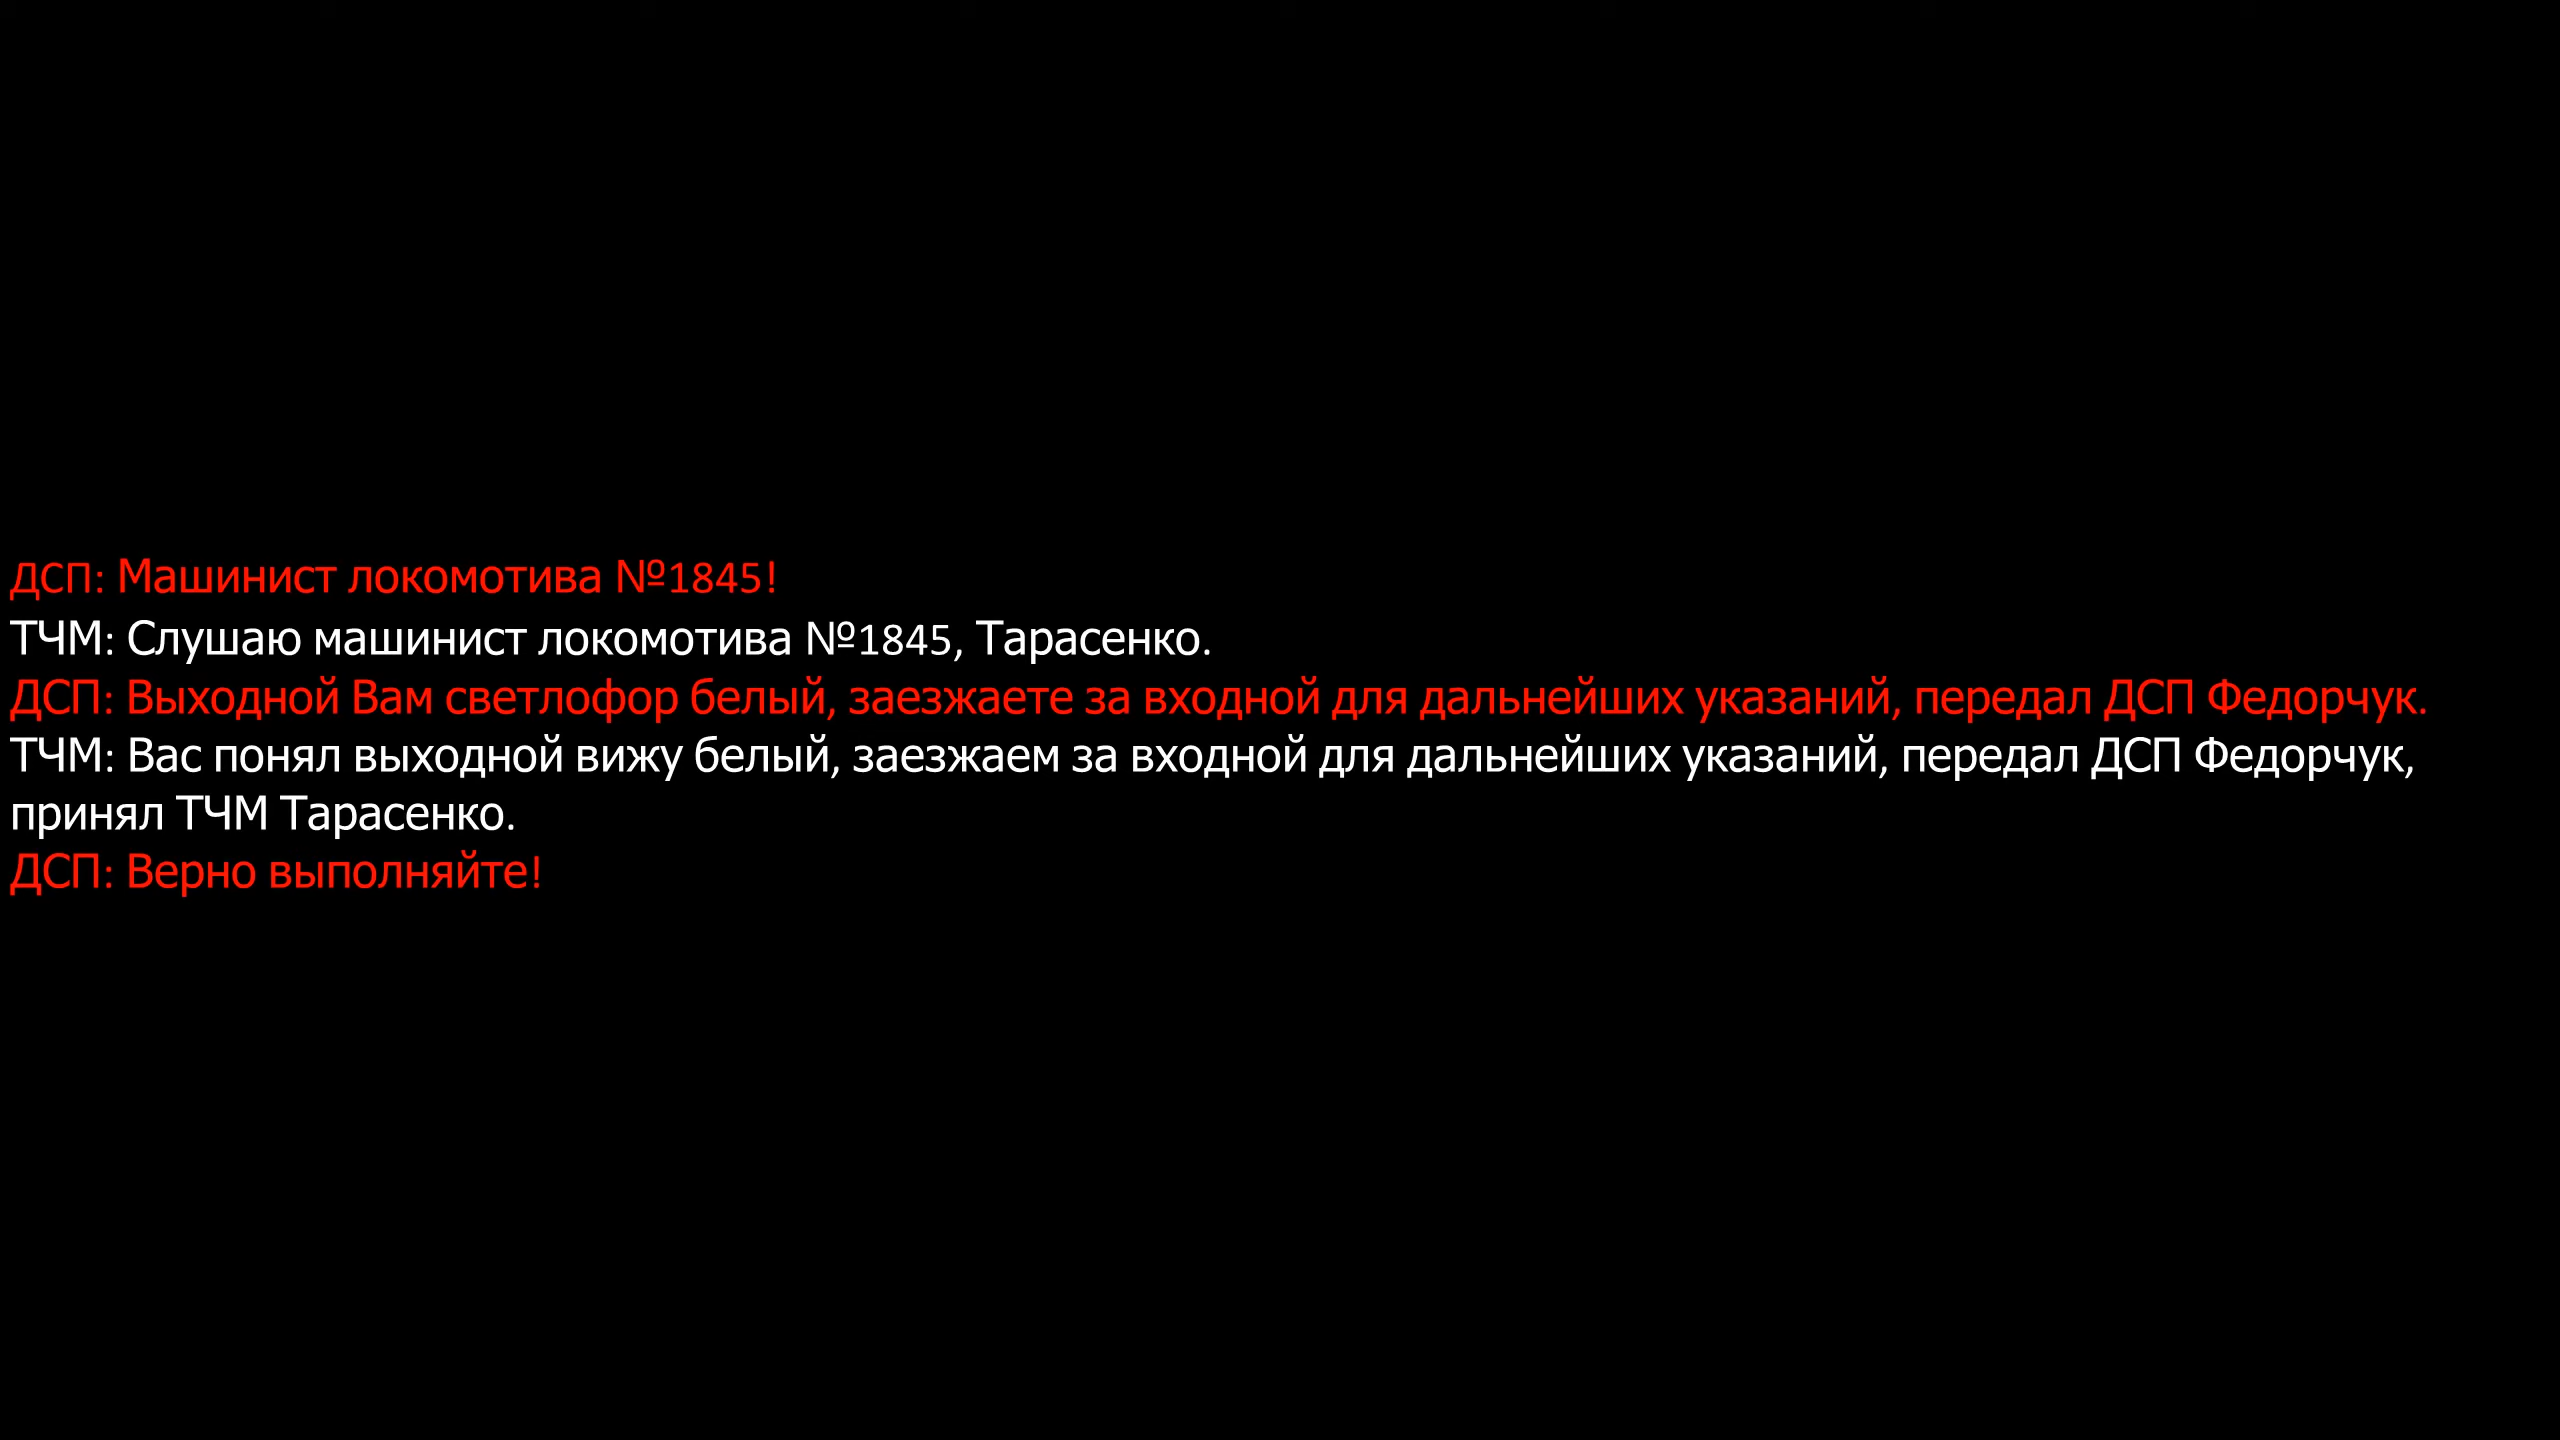 ДСП: Машинист локомотива №1845!
ТЧМ: Слушаю машинист локомотива №1845, Тарасенко.
ДСП: Выходной Вам светлофор белый, заезжаете за входной для дальнейших указаний, передал ДСП Федорчук.
ТЧМ: Вас понял выходной вижу белый, заезжаем за входной для дальнейших указаний, передал ДСП Федорчук,
принял ТЧМ Тарасенко.
ДСП: Верно выполняйте!